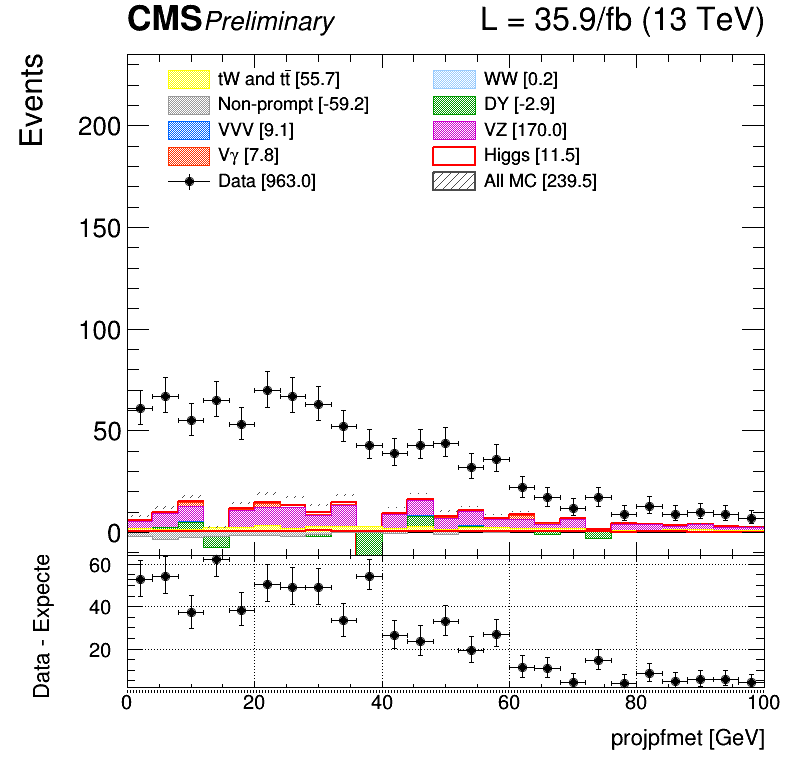 CMS Preliminary L = 35.9/fb (13 TeV)
Events
tW and tt̄ [55.7] WW [0.2]
Non-prompt [-59.2] DY [-2.9]
VVV [9.1] VZ [170.0]
Vγ [7.8] Higgs [11.5]
Data [963.0] All MC [239.5]
200
150
100
50
0
Data - Expecte
60
40
20
0 20 40 60 80 100
projpfmet [GeV]